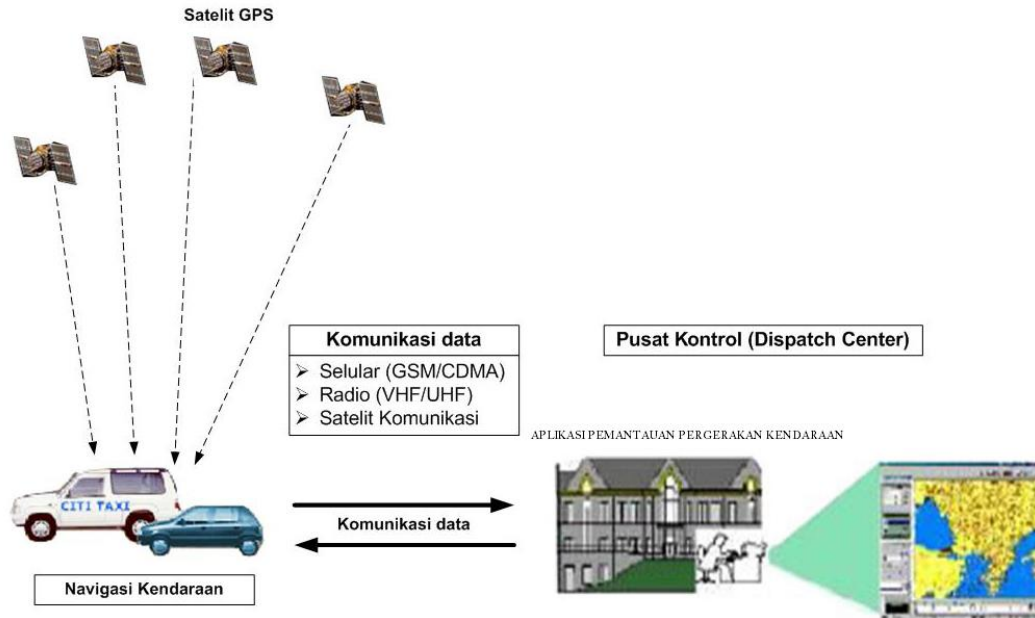 Satelit GPS
Komunikasi data
➢ Selular (GSM/CDMA)
➢ Radio (VHF/UHF)
➢ Satelit Komunikasi
Pusat Kontrol (Dispatch Center)
APLIKASI PEMANTAUAN PERGERAKAN KENDARAAN
CITI TAXI
Komunikasi data
Navigasi Kendaraan